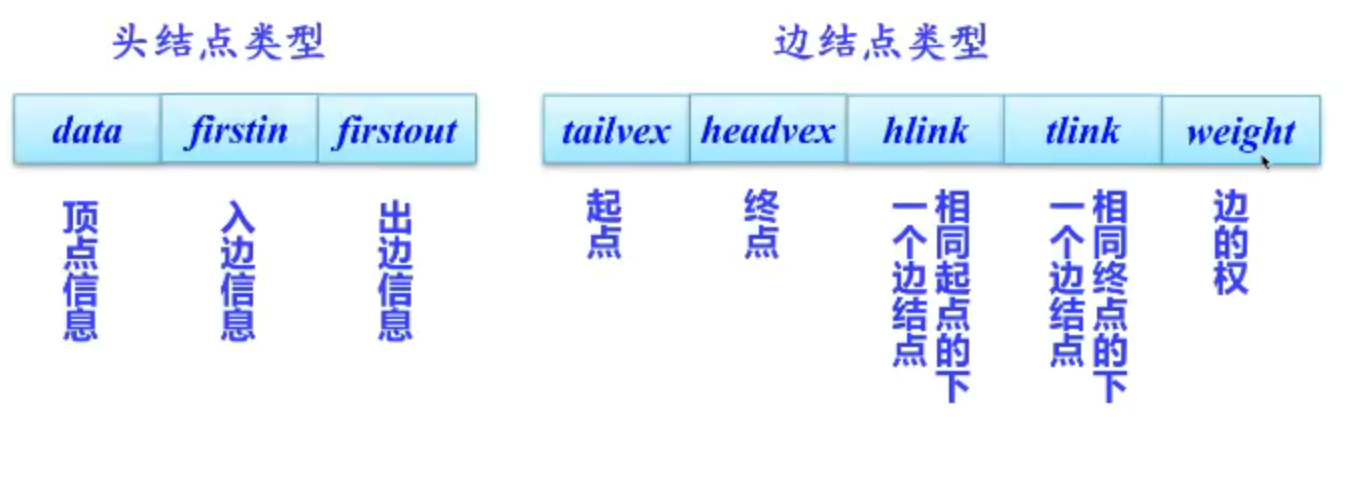 头结点类型
边结点类型
data firstin firstout
tailvex headvex hlink tlink weight
顶点信息
入边信息
出边信息
起点
终点
相同起点的下
一个边结点
相同终点的下
一个边结点
边的权